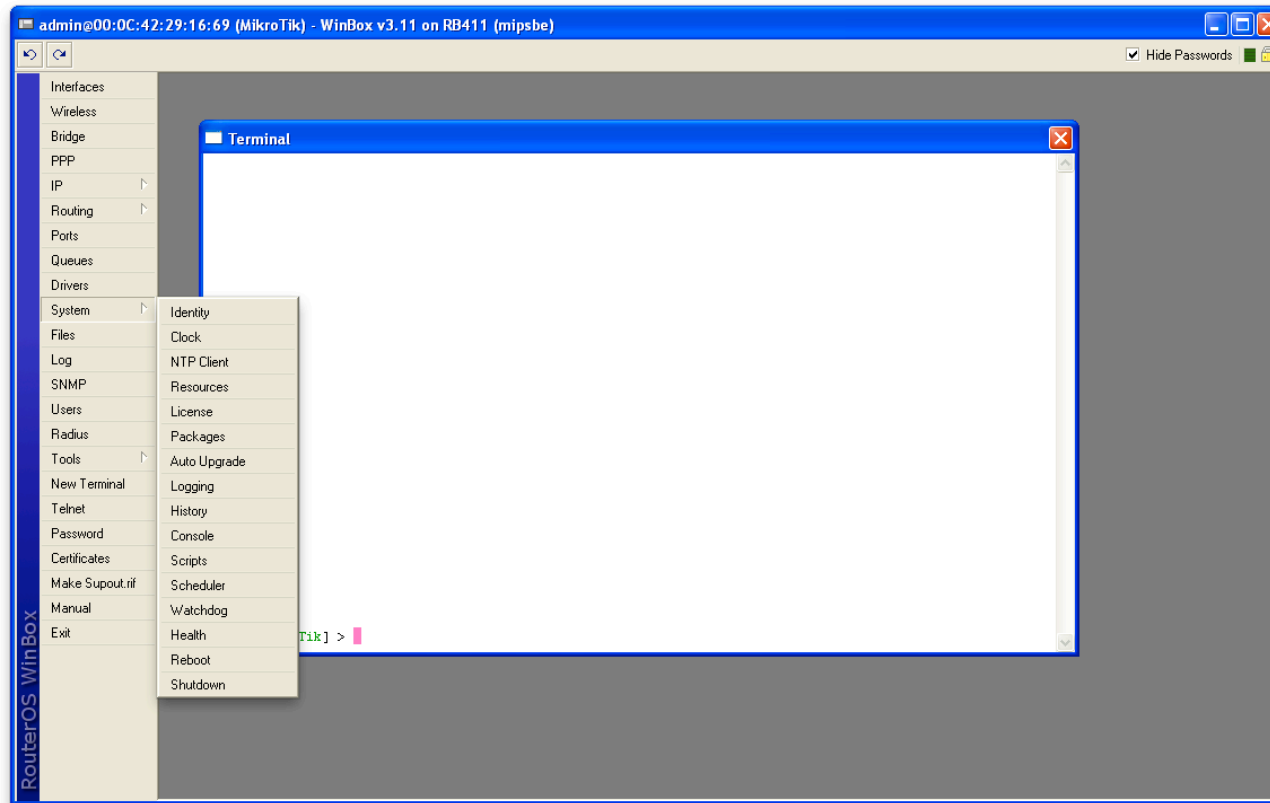 admin@00:0C:42:29:16:69 (MikroTik) - WinBox v3.11 on RB411 (mipsbe)
Hide Passwords
Interfaces
Wireless
Bridge
PPP
IP
Routing
Ports
Queues
Drivers
System
Files
Log
SNMP
Users
Radius
Tools
New Terminal
Telnet
Password
Certificates
Make Supout.rif
Manual
Exit
RouterOS WinBox
Terminal
Identity
Clock
NTP Client
Resources
License
Packages
Auto Upgrade
Logging
History
Console
Scripts
Scheduler
Watchdog
Health
Reboot
Shutdown
Tik] >